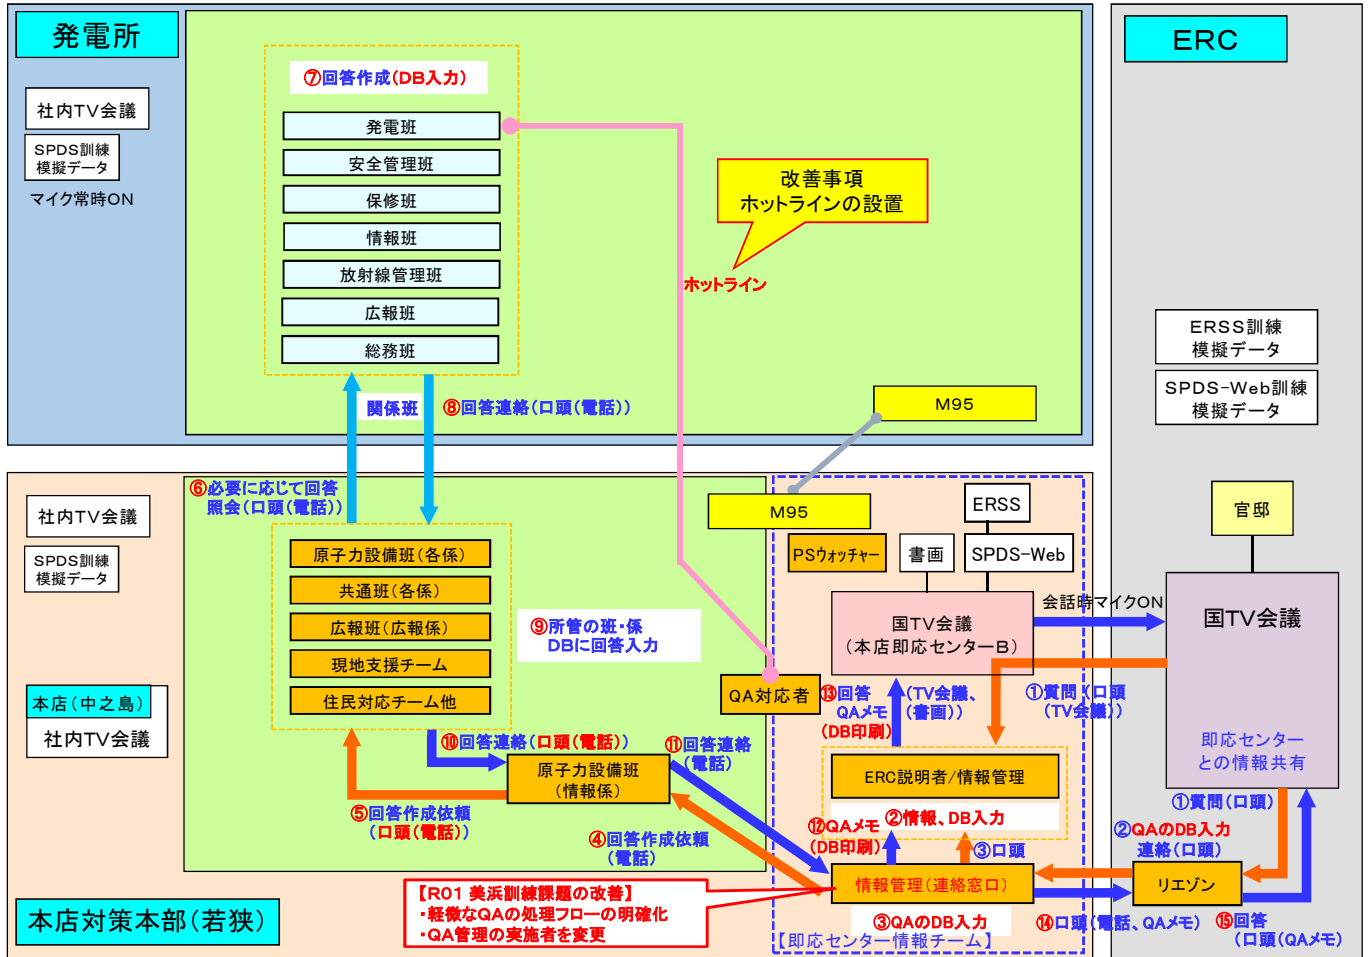 発電所
社内TV会議
SPDS訓練
模擬データ
マイク常時ON
⑦回答作成(DB入力)
発電班
安全管理班
保修班
情報班
放射線管理班
広報班
総務班
改善事項
ホットラインの設置
ホットライン
関係班
⑧回答連絡(口頭(電話))
M95
ERC
ERSS訓練
模擬データ
SPDS-Web訓練
模擬データ
官邸
国TV会議
即応センター
との情報共有
①質問(口頭)
②QAのDB入力
連絡(口頭)
リエゾン
⑮回答
(口頭(QAメモ)
社内TV会議
SPDS訓練
模擬データ
本店(中之島)
社内TV会議
本店対策本部(若狭)
⑥必要に応じて回答
照会(口頭(電話))
原子力設備班(各係)
共通班(各係)
広報班(広報係)
現地支援チーム
住民対応チーム他
⑨所管の班・係
DBに回答入力
⑩回答連絡(口頭(電話))
⑪回答連絡
(電話)
原子力設備班
(情報係)
⑤回答作成依頼
(口頭(電話))
④回答作成依頼
(電話)
【R01 美浜訓練課題の改善】
・軽微なQAの処理フローの明確化
・QA管理の実施者を変更
M95
ERSS
PSウォッチャー
書画
SPDS-Web
国TV会議
(本店即応センターB)
会話時マイクON
QA対応者
⑬回答
QAメモ
(DB印刷)
(TV会議、
(書画))
①質問(口頭
(TV会議))
ERC説明者/情報管理
②情報、DB入力
⑫QAメモ
(DB印刷)
③口頭
情報管理(連絡窓口)
③QAのDB入力
⑭口頭(電話、QAメモ)
【即応センター情報チーム】